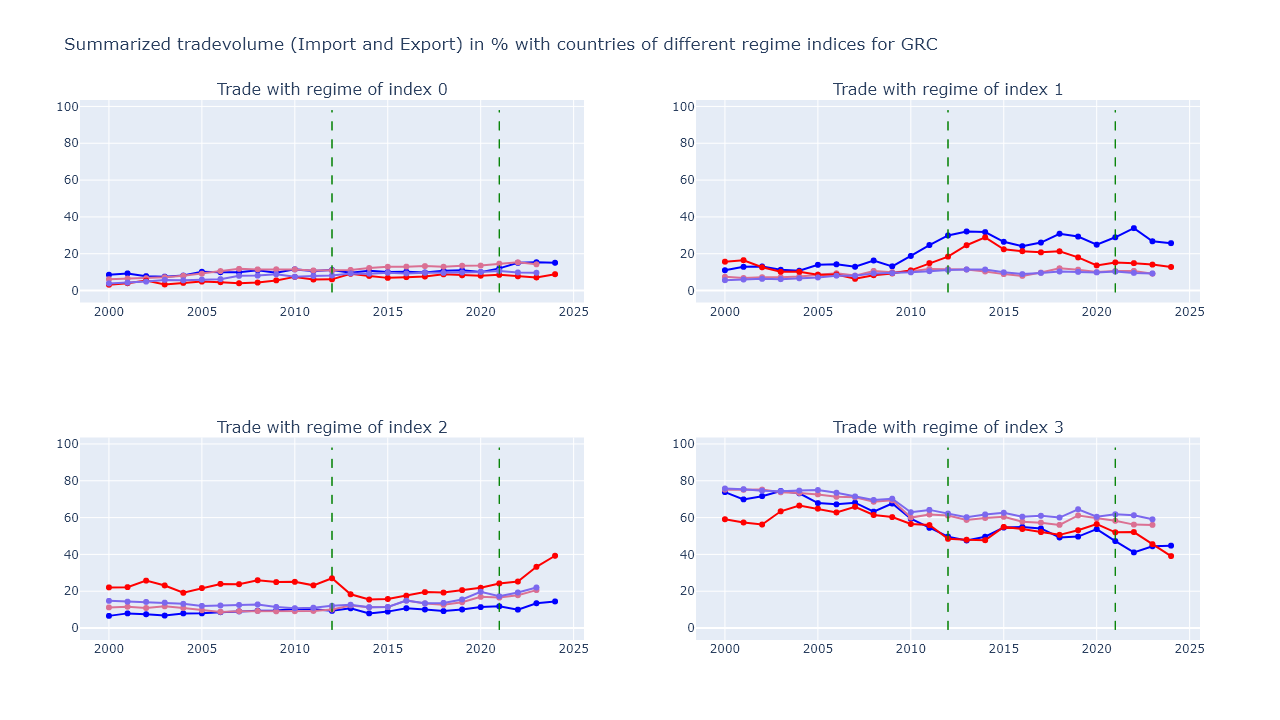 Summarized tradevolume (Import and Export) in % with countries of different regime indices for GRC
Trade with regime of index 0
100
80
60
40
20
0
2000 2005 2010 2015 2020 2025
Trade with regime of index 1
100
80
60
40
20
0
2000 2005 2010 2015 2020 2025
Trade with regime of index 2
100
80
60
40
20
0
2000 2005 2010 2015 2020 2025
Trade with regime of index 3
100
80
60
40
20
0
2000 2005 2010 2015 2020 2025